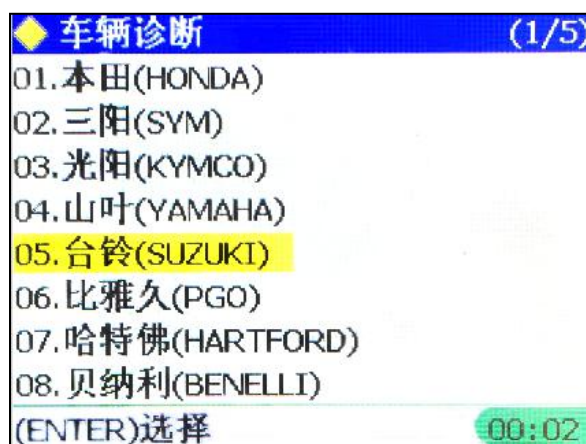 车辆诊断 (1/5)
01.本田(HONDA)
02.三阳(SYM)
03.光阳(KYMCO)
04.山叶(YAMAHA)
05.台铃(SUZUKI)
06.比雅久(PGO)
07.哈特佛(HARTFORD)
08.贝纳利(BENELLI)
(ENTER)选择 00:02